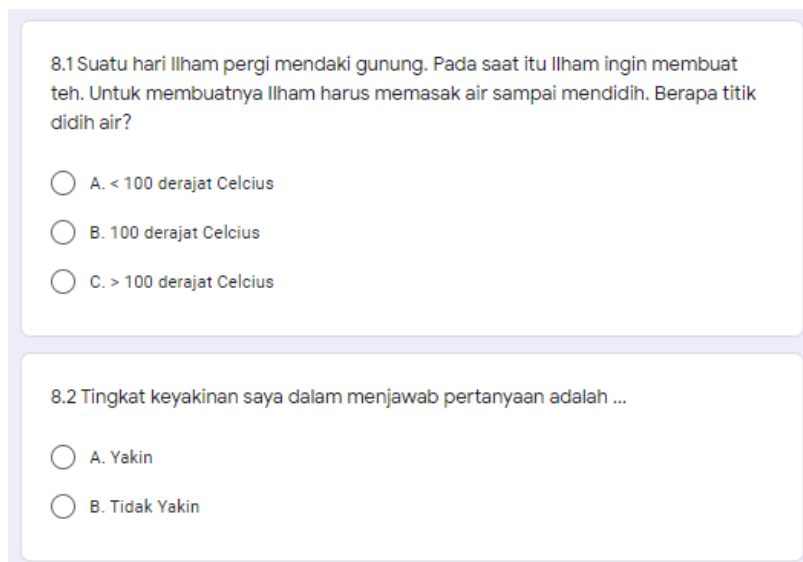 8.1 Suatu hari Ilham pergi mendaki gunung. Pada saat itu Ilham ingin membuat
teh. Untuk membuatnya Ilham harus memasak air sampai mendidih. Berapa titik
didih air?
A. < 100 derajat Celcius
B. 100 derajat Celcius
C. > 100 derajat Celcius
8.2 Tingkat keyakinan saya dalam menjawab pertanyaan adalah ...
A. Yakin
B. Tidak Yakin